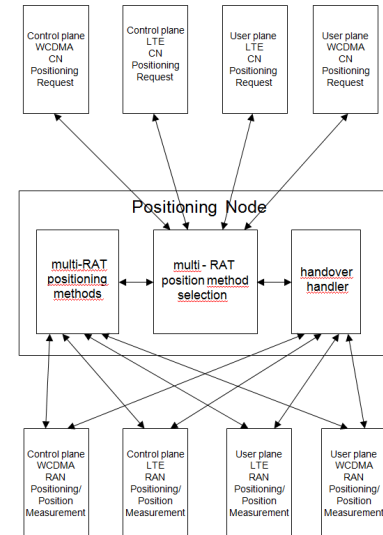 Control plane
WCDMA
CN
Positioning
Request
Control plane
LTE
CN
Positioning
Request
User plane
LTE
CN
Positioning
Request
User plane
WCDMA
CN
Positioning
Request
Positioning Node
multi-RAT
positioning
methods
multi - RAT
position method
selection
handover
handler
Control plane
WCDMA
RAN
Positioning/
Position
Measurement
Control plane
LTE
RAN
Positioning/
Position
Measurement
User plane
LTE
RAN
Positioning/
Position
Measurement
User plane
WCDMA
RAN
Positioning/
Position
Measurement